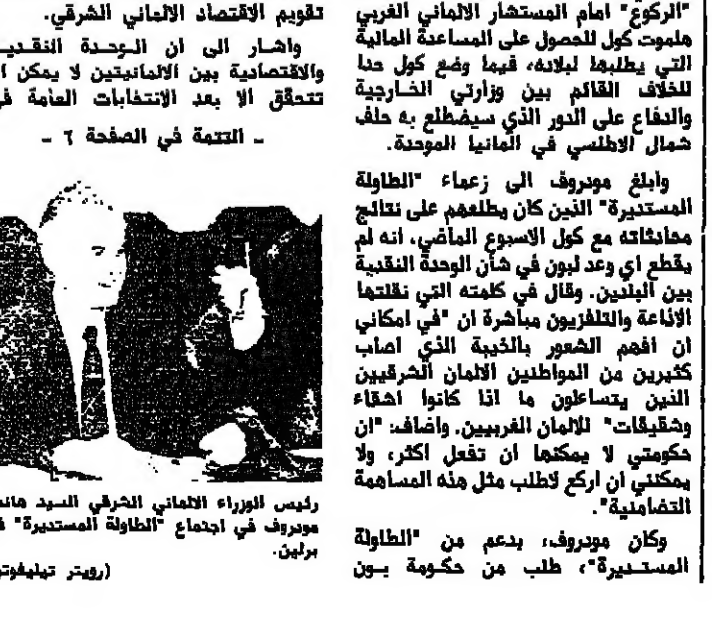 "الركوع" امام المستشار الالماني الغربي
هلموت كول للحصول على المساعدة المالية
التي يطلبها لبلاده، فيما وضع كول حدا
للخلاف القائم بين وزارتي الخارجية
والدفاع على الدور الذي سيضطلع به حلف
شمال الاطلسي في المانيا الموحدة.
وابلغ مودروف الى زعماء "الطاولة
المستديرة" الذين كان يطلعهم على نتائج
محادثاته مع كول الاسبوع الماضي، انه لم
يقطع اي وعد لبون في شأن الوحدة النقدية
بين البلدين. وقال في كلمته التي نقلتها
الاذاعة والتلفزيون مباشرة ان "في امكاني
ان افهم الشعور بالخيبة الذي اصاب
كثيرين من المواطنين الالمان الشرقيين
الذين يتساءلون ما اذا كانوا اشقاء
وشقيقات" للالمان الغربيين. واضاف: "ان
حكومتي لا يمكنها ان تفعل اكثر، ولا
يمكنني ان اركع لاطلب مثل هذه المساهمة
التضامنية".
وكان مودروف، بدعم من "الطاولة
المستديرة"، طلب من حكومة بون
تقويم الاقتصاد الالماني الشرقي.
واشار الى ان الوحدة النقديـ
والاقتصادية بين الالمانيتين لا يمكن ا
تتحقق الا بعد الانتخابات العامة فـ
ـ التتمة في الصفحة ٦ ـ
رئيس الوزراء الالماني الشرقي السيد هانـ
مودروف في اجتماع "الطاولة المستديرة" فـ
برلين.
(رويتر تيليفوتـ